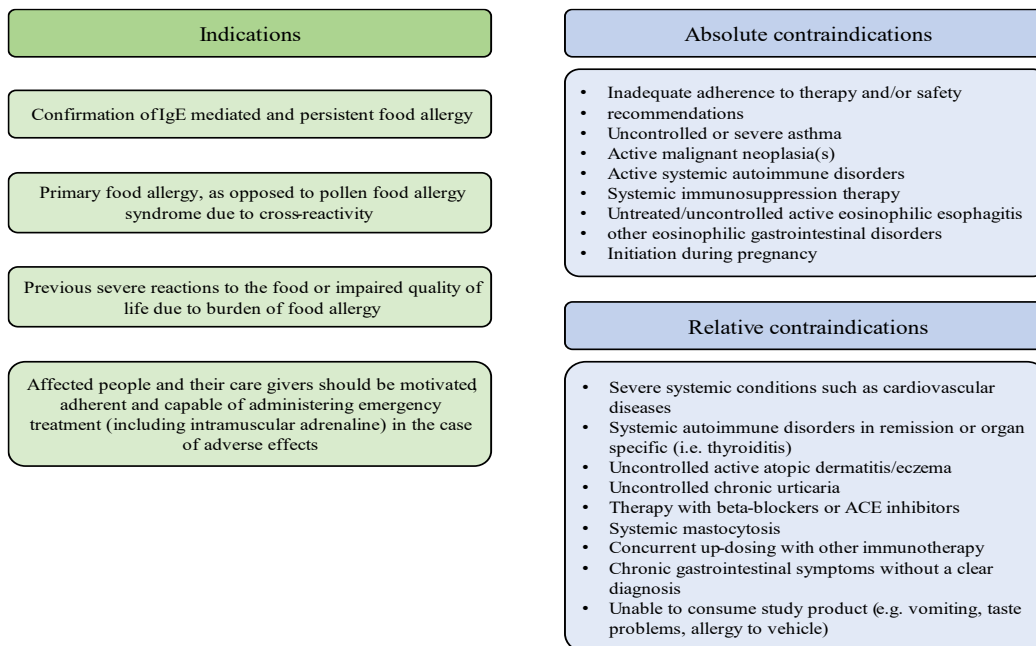 Indications
Confirmation of IgE mediated and persistent food allergy
Primary food allergy, as opposed to pollen food allergy
syndrome due to cross-reactivity
Previous severe reactions to the food or impaired quality of
life due to burden of food allergy
Affected people and their care givers should be motivated,
adherent and capable of administering emergency
treatment (including intramuscular adrenaline) in the case
of adverse effects
Absolute contraindications
• Inadequate adherence to therapy and/or safety
• recommendations
• Uncontrolled or severe asthma
• Active malignant neoplasia(s)
• Active systemic autoimmune disorders
• Systemic immunosuppression therapy
• Untreated/uncontrolled active eosinophilic esophagitis
• other eosinophilic gastrointestinal disorders
• Initiation during pregnancy
Relative contraindications
• Severe systemic conditions such as cardiovascular
diseases
• Systemic autoimmune disorders in remission or organ
specific (i.e. thyroiditis)
• Uncontrolled active atopic dermatitis/eczema
• Uncontrolled chronic urticaria
• Therapy with beta-blockers or ACE inhibitors
• Systemic mastocytosis
• Concurrent up-dosing with other immunotherapy
• Chronic gastrointestinal symptoms without a clear
diagnosis
• Unable to consume study product (e.g. vomiting, taste
problems, allergy to vehicle)